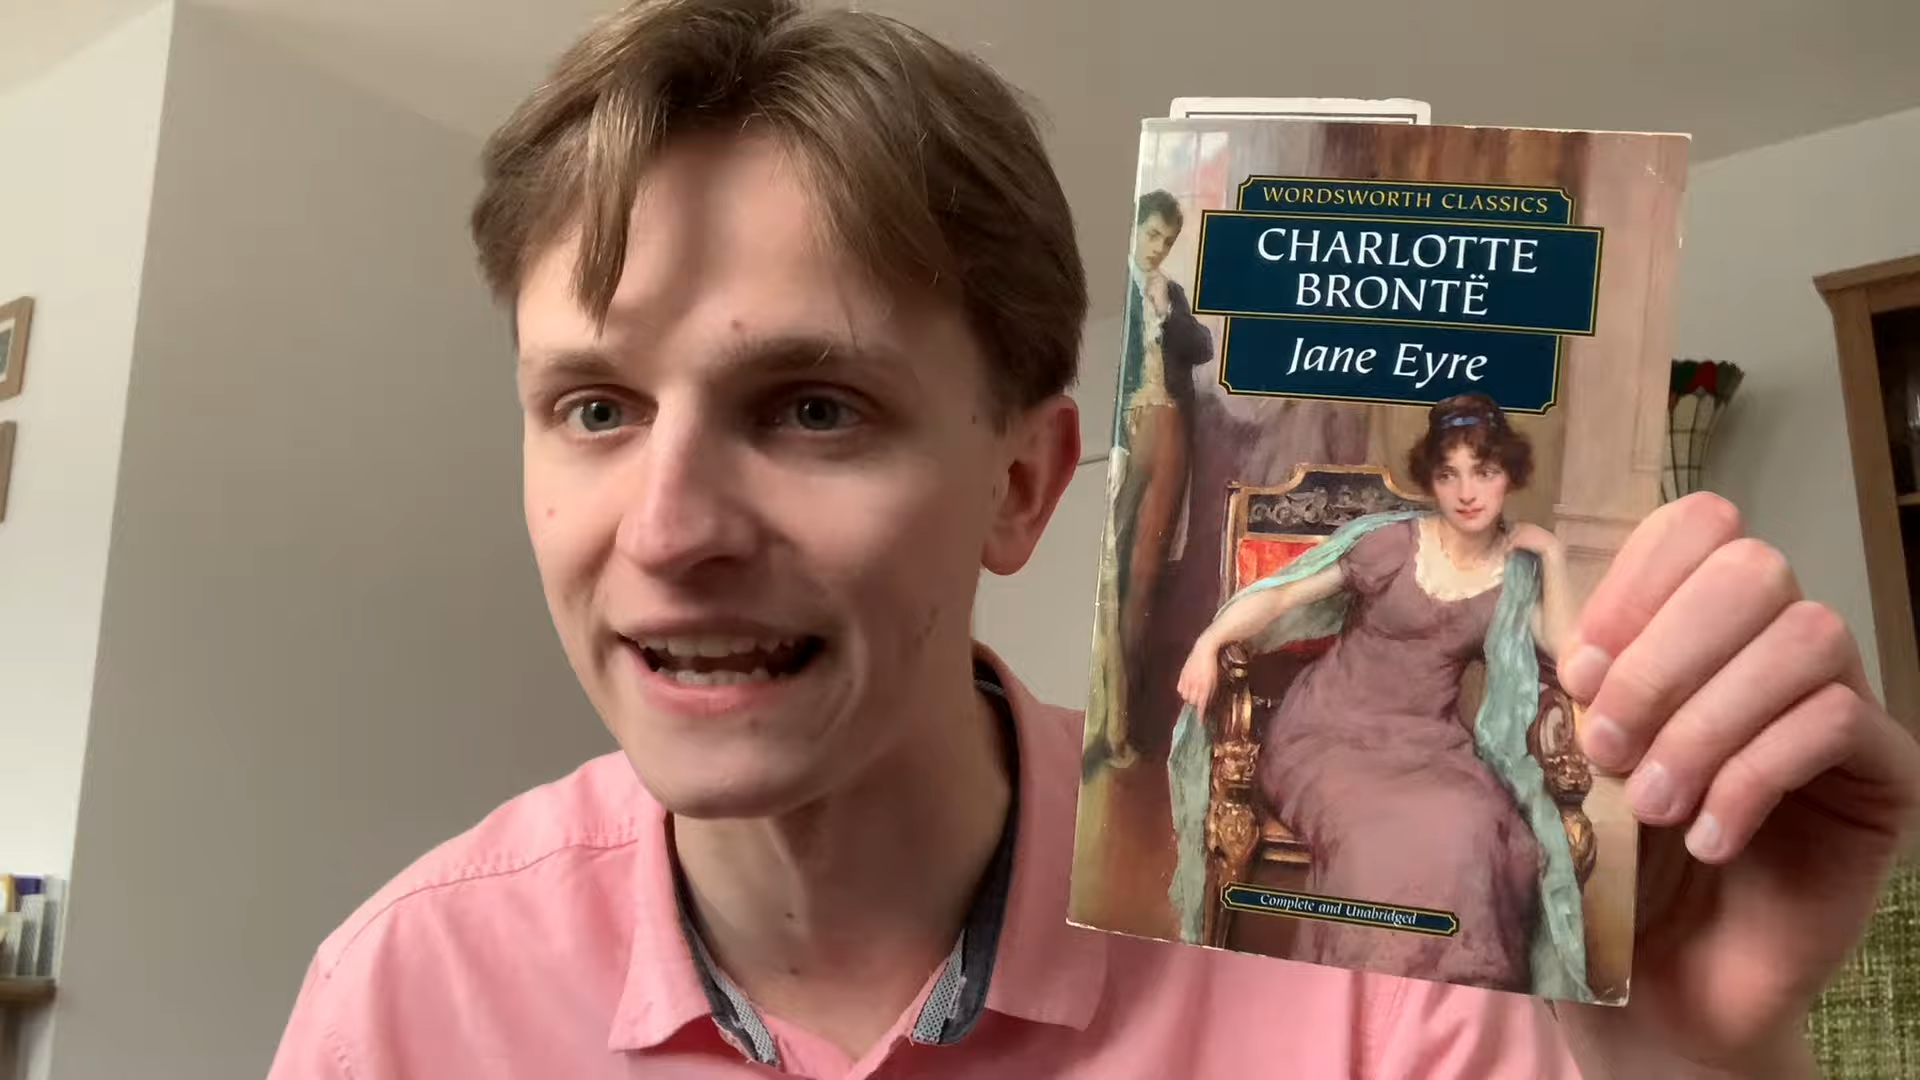 WORDSWORTH CLASSICS
CHARLOTTE
BRONTË
Jane Eyre
Complete and Unabridged